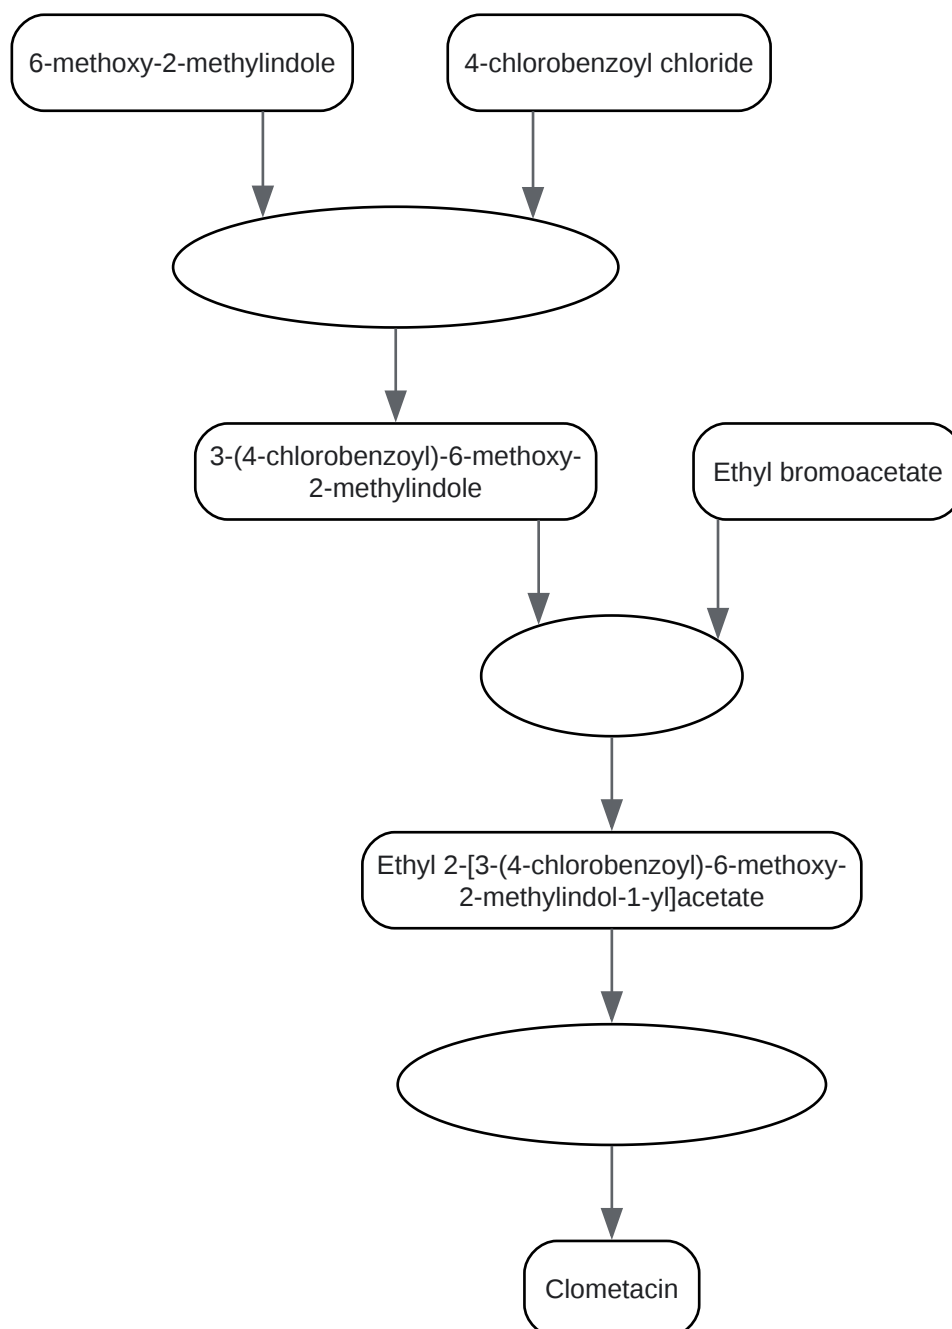 6-methoxy-2-methylindole
4-chlorobenzoyl chloride
3-(4-chlorobenzoyl)-6-methoxy-
2-methylindole
Ethyl bromoacetate
Ethyl 2-[3-(4-chlorobenzoyl)-6-methoxy-
2-methylindol-1-yl]acetate
Clometacin